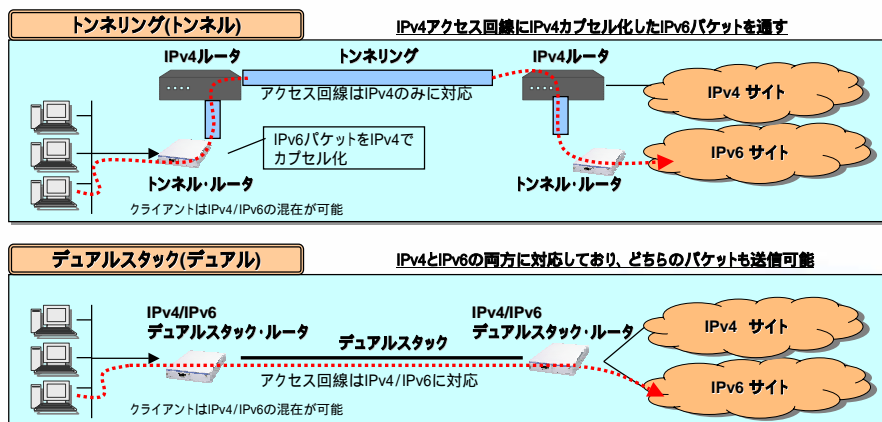 トンネリング(トンネル)
IPv4アクセス回線にIPv4カプセル化したIPv6パケットを通す
IPv4ルータ
トンネリング
IPv4ルータ
アクセス回線はIPv4のみに対応
IPv4 サイト
IPv6パケットをIPv4で
カプセル化
IPv6 サイト
トンネル・ルータ
トンネル・ルータ
クライアントはIPv4/IPv6の混在が可能
デュアルスタック(デュアル)
IPv4とIPv6の両方に対応しており、どちらのパケットも送信可能
IPv4/IPv6
デュアルスタック・ルータ
デュアルスタック
IPv4/IPv6
デュアルスタック・ルータ
IPv4 サイト
アクセス回線はIPv4/IPv6に対応
IPv6 サイト
クライアントはIPv4/IPv6の混在が可能